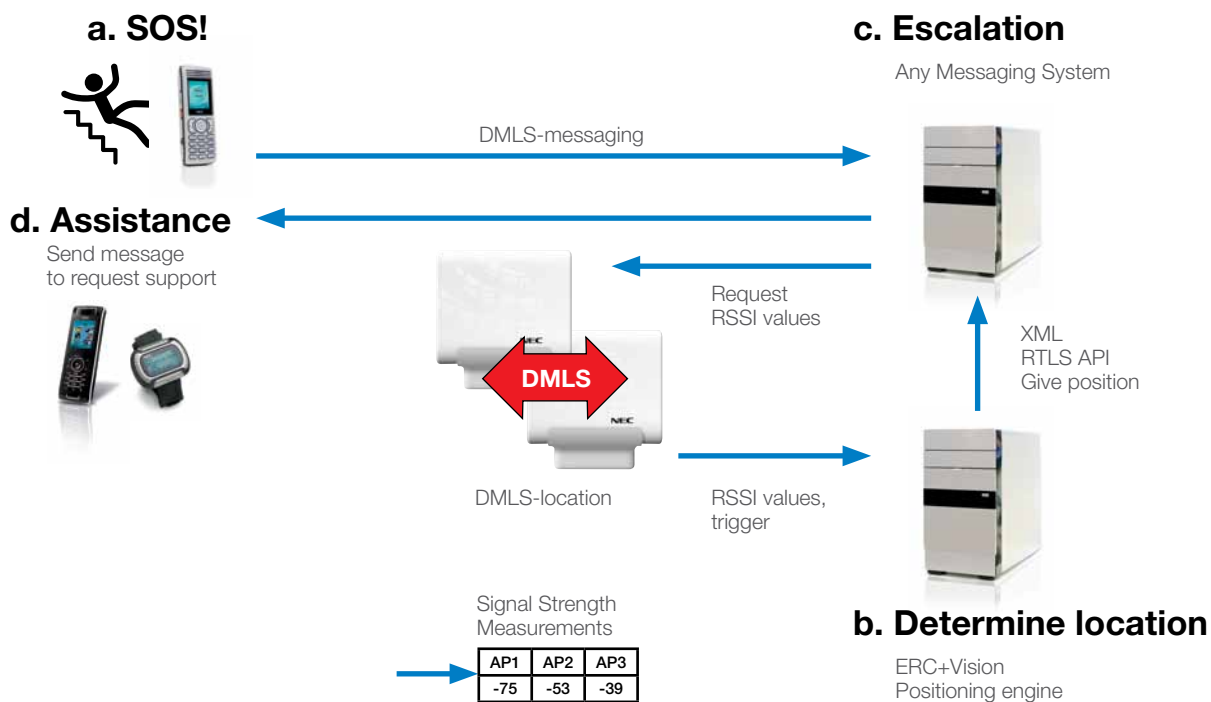 a. SOS!
c. Escalation
Any Messaging System
DMLS-messaging
d. Assistance
Send message
to request support
Request
RSSI values
NEC
DMLS
NEC
XML
RTLS API
Give position
DMLS-location
RSSI values,
trigger
Signal Strength
Measurements
AP1 AP2 AP3
-75 -53 -39
b. Determine location
ERC+Vision
Positioning engine